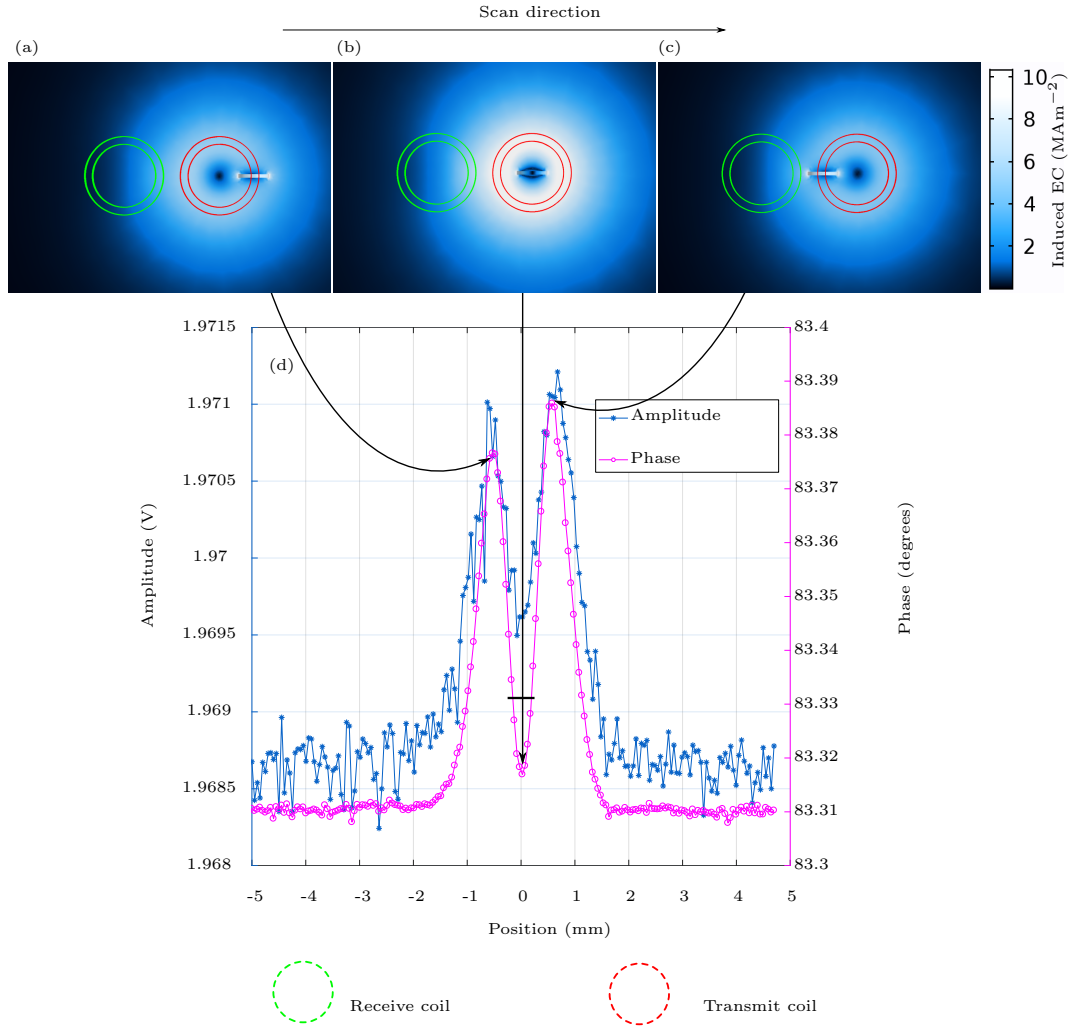 Scan direction
(a)
(b)
(c)
10
8
6
4
2
Induced EC (MAm−2)
(d)
1.9715
1.971
1.9705
1.97
1.9695
1.969
1.9685
1.968
Amplitude (V)
83.4
83.39
83.38
83.37
83.36
83.35
83.34
83.33
83.32
83.31
83.3
Phase (degrees)
Amplitude
Phase
-5 -4 -3 -2 -1 0 1 2 3 4 5
Position (mm)
Receive coil
Transmit coil